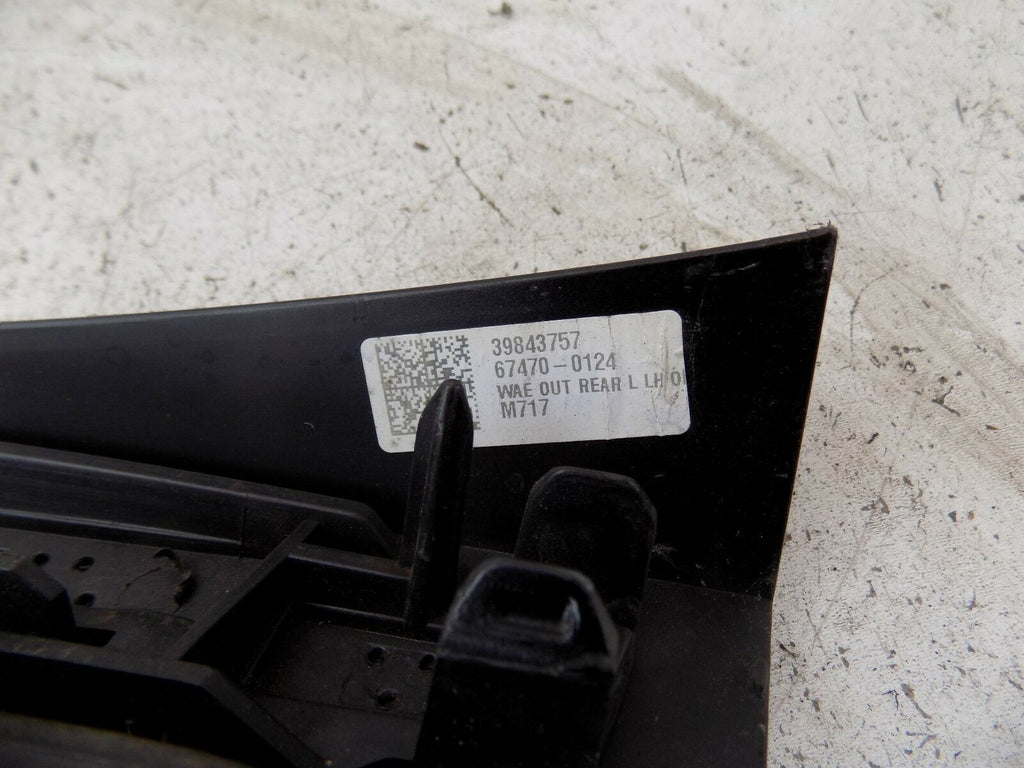 39843757
67470-0124
WAE OUT REAR L LH
M717